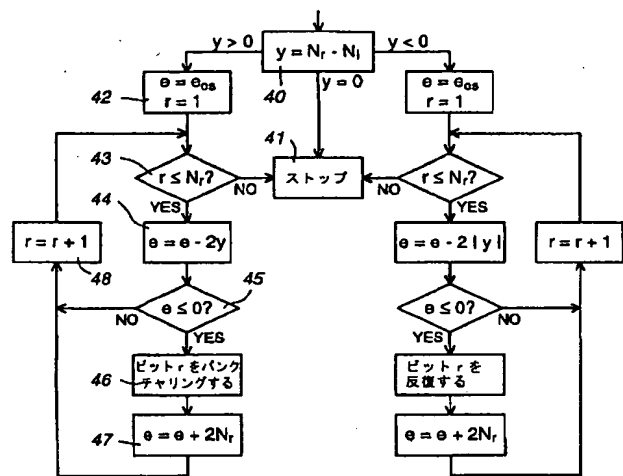 y = Nr - Ni
40
y > 0
y < 0
y = 0
e = eos
r = 1
42
e = eos
r = 1
41
ストップ
43
r ≤ Nr?
NO
YES
r ≤ Nr?
NO
YES
44
e = e - 2y
r = r + 1
48
e = e - 2 | y |
r = r + 1
e ≤ 0?
45
NO
YES
e ≤ 0?
NO
YES
46
ビット r をパンク
チャリングする
ビット r を
反復する
47
e = e + 2Nr
e = e + 2Nr